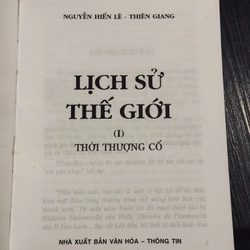 NGUYỄN HIẾN LÊ - THIÊN GIANG
LỊCH SỬ
THẾ GIỚI
(I)
THỜI THƯỢNG CỔ
NHÀ XUẤT BẢN VĂN HÓA – THÔNG TIN